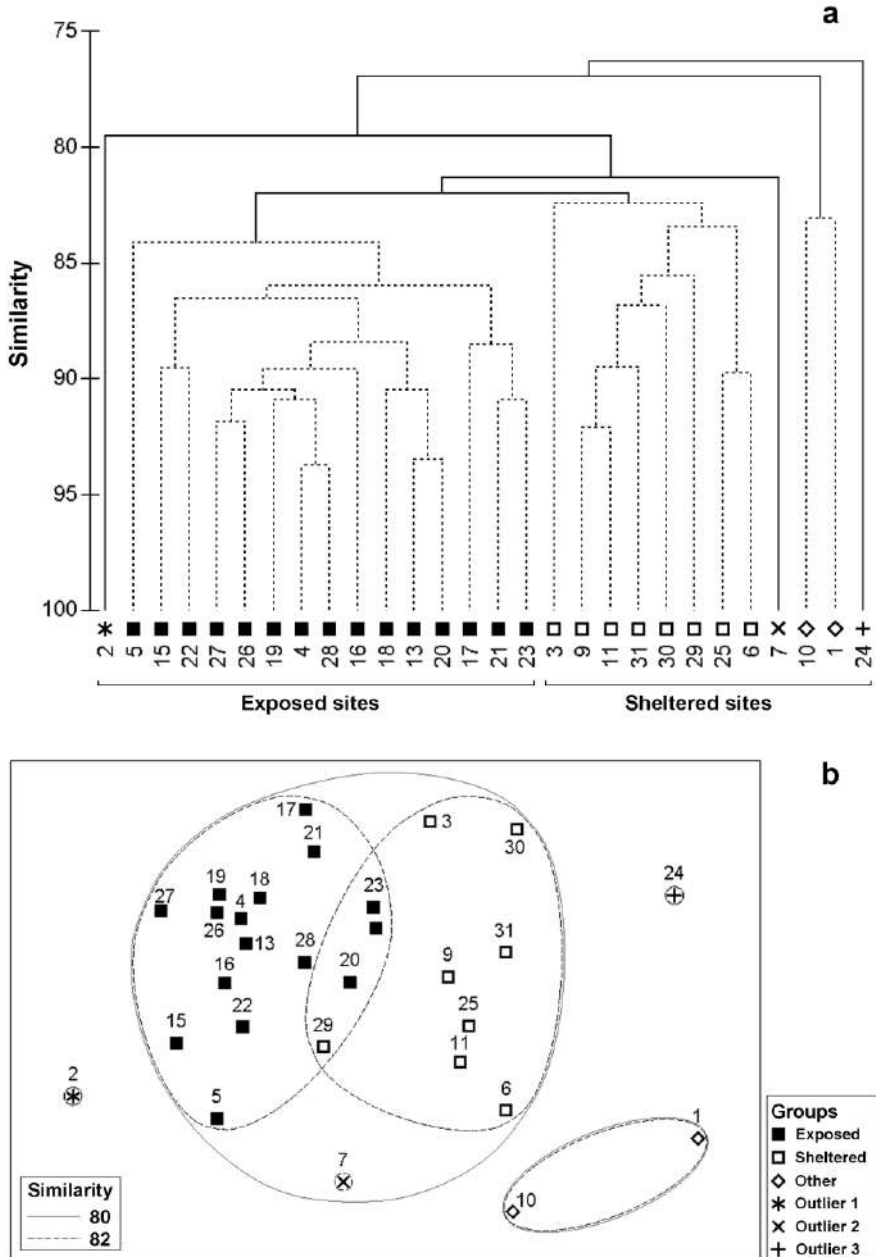 a
75
80
85
90
95
100
Similarity
2 5 15 22 27 26 19 4 28 16 18 13 20 17 21 23 3 9 11 31 30 29 25 6 7 10 1 24
Exposed sites Sheltered sites
b
17
3
21
30
24
19 18 23
27 4
26
13 28 31
9
16 20
22 25
15 29
11
2
5 6
1
7
10
Similarity
80
82
Groups
Exposed
Sheltered
Other
Outlier 1
Outlier 2
Outlier 3